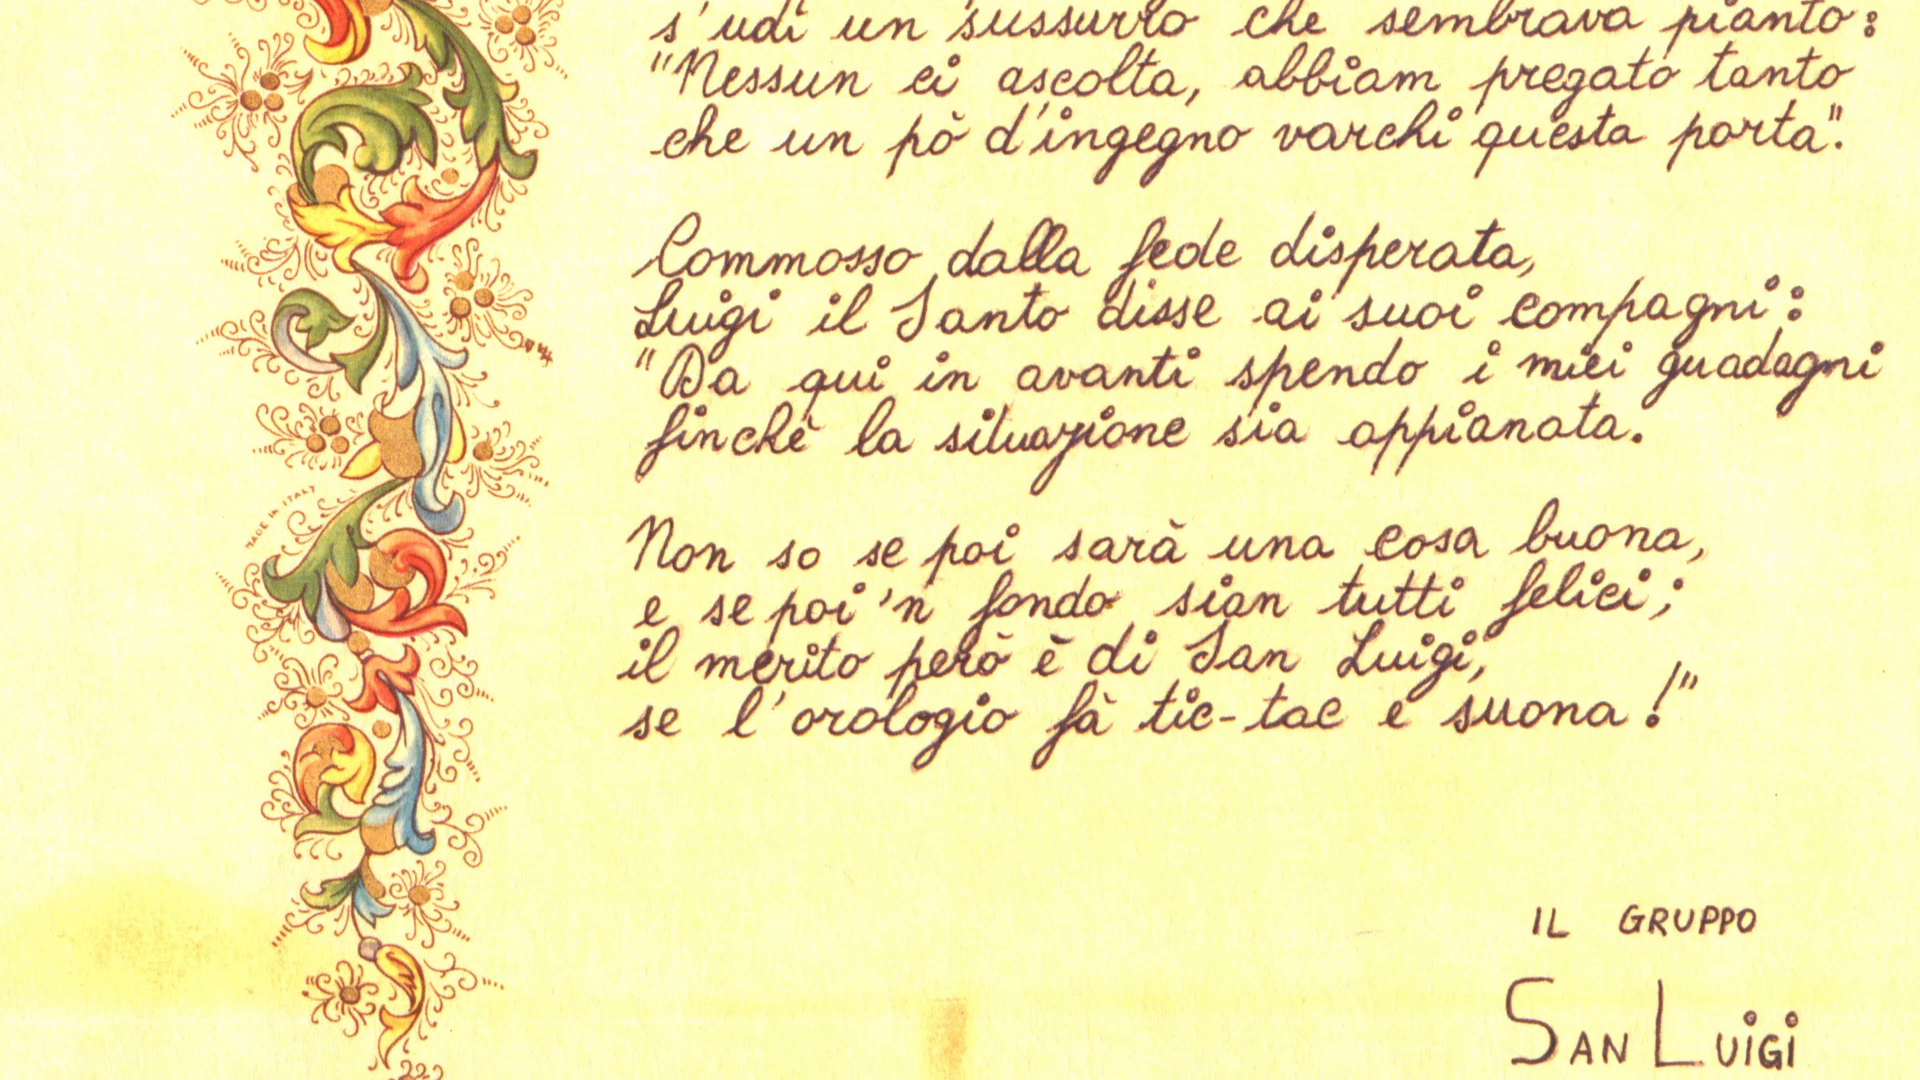 s'udì un sussurro che sembrava pianto:
"Nessun ci ascolta, abbiam pregato tanto
che un pò d'ingegno varchi questa porta".
Commosso dalla fede disperata,
Luigi il Santo disse ai suoi compagni:
"Da qui in avanti spendo i miei guadagni
finchè la situazione sia appianata.
Non so se poi sarà una cosa buona,
e se poi 'n fondo sian tutti felici;
il merito però è di San Luigi,
se l'orologio fà tic-tac e suona!"
MADE IN ITALY
IL GRUPPO
SAN LUIGI